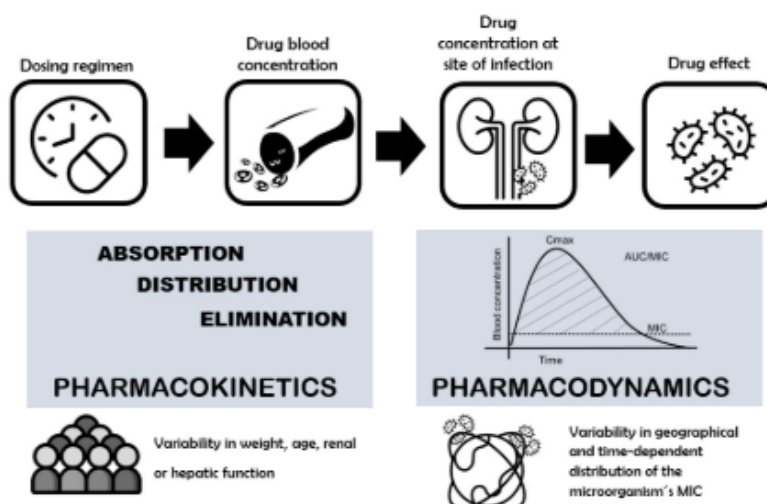 Dosing regimen
Drug blood
concentration
Drug
concentration at
site of infection
Drug effect
ABSORPTION
DISTRIBUTION
ELIMINATION
PHARMACOKINETICS
Cmax
AUC/MIC
Blood concentration
MIC
Time
PHARMACODYNAMICS
Variability in weight, age, renal
or hepatic function
Variability in geographical
and time-dependent
distribution of the
microorganism´s MIC